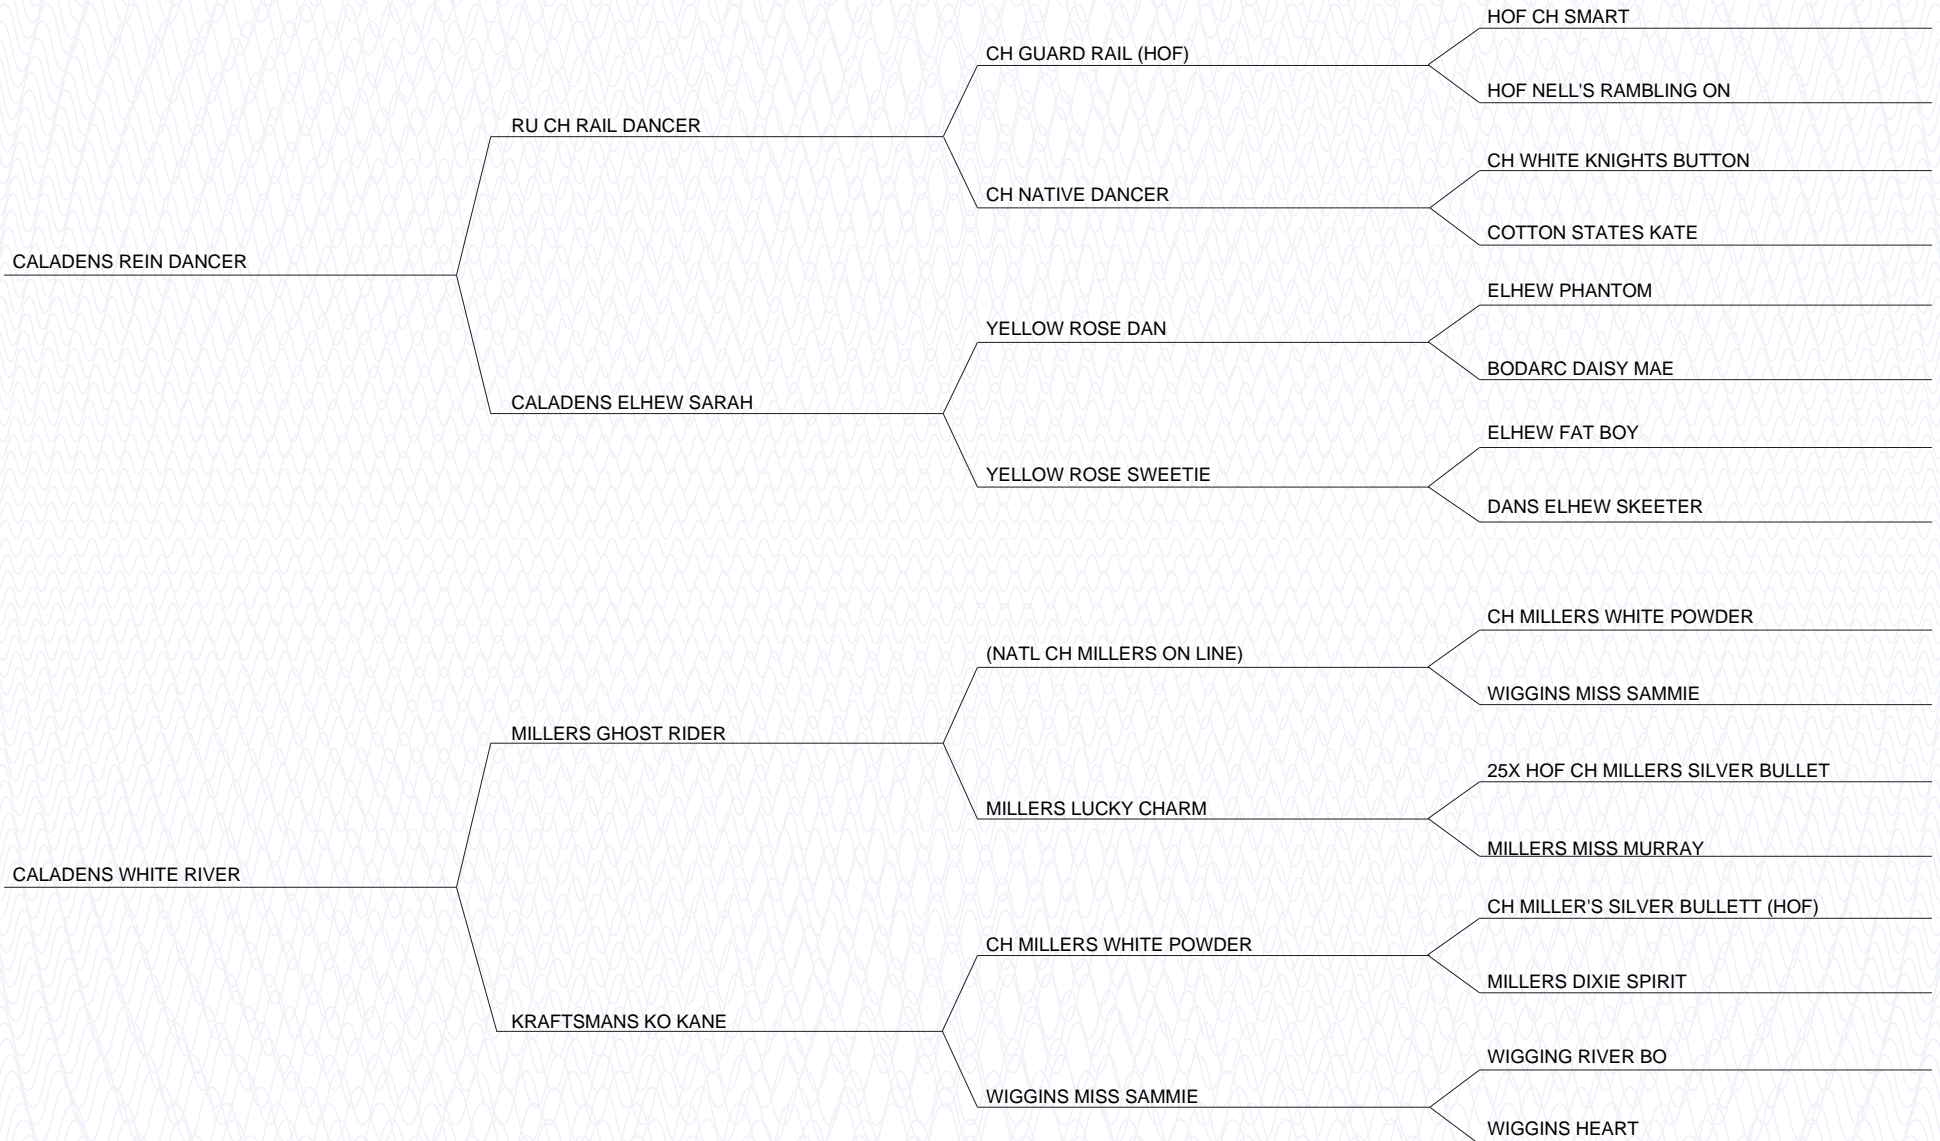 HOF CH SMART
CH GUARD RAIL (HOF)
HOF NELL'S RAMBLING ON
RU CH RAIL DANCER
CH WHITE KNIGHTS BUTTON
CH NATIVE DANCER
COTTON STATES KATE
CALADENS REIN DANCER
ELHEW PHANTOM
YELLOW ROSE DAN
BODARC DAISY MAE
CALADENS ELHEW SARAH
ELHEW FAT BOY
YELLOW ROSE SWEETIE
DANS ELHEW SKEETER
CH MILLERS WHITE POWDER
(NATL CH MILLERS ON LINE)
WIGGINS MISS SAMMIE
MILLERS GHOST RIDER
25X HOF CH MILLERS SILVER BULLET
MILLERS LUCKY CHARM
MILLERS MISS MURRAY
CALADENS WHITE RIVER
CH MILLER'S SILVER BULLETT (HOF)
CH MILLERS WHITE POWDER
MILLERS DIXIE SPIRIT
KRAFTSMANS KO KANE
WIGGING RIVER BO
WIGGINS MISS SAMMIE
WIGGINS HEART